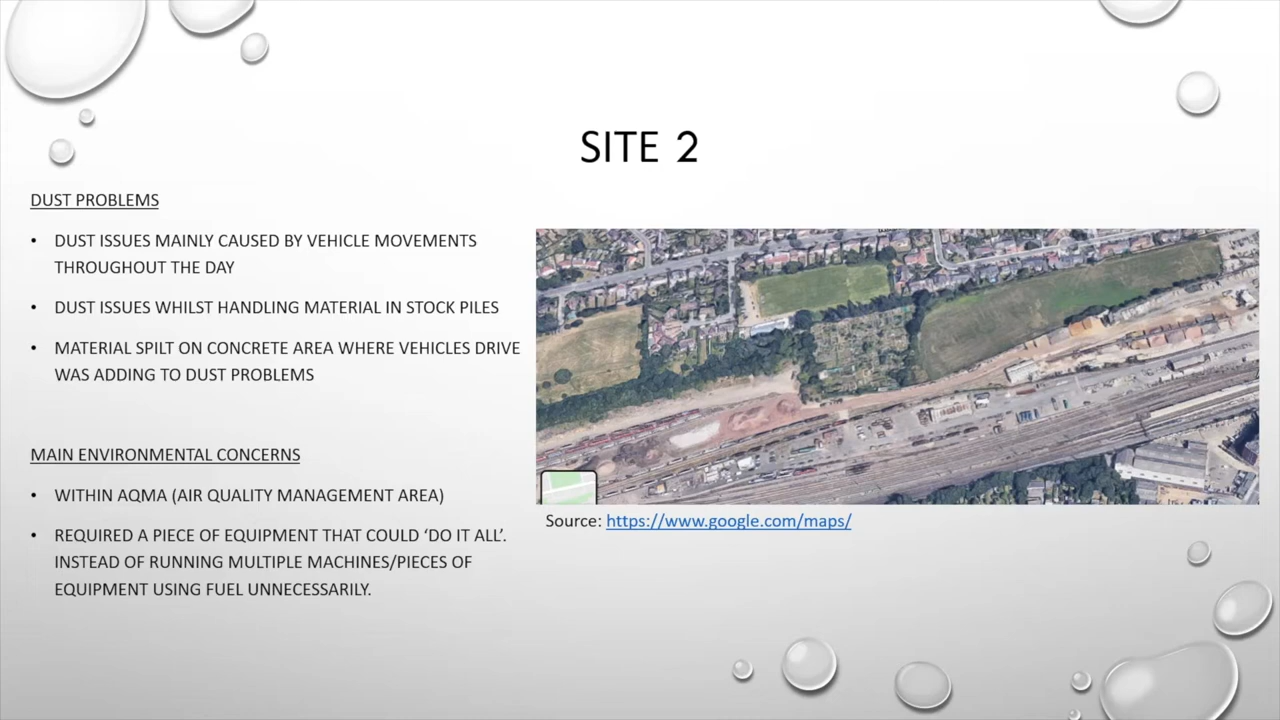 SITE 2
DUST PROBLEMS
• DUST ISSUES MAINLY CAUSED BY VEHICLE MOVEMENTS
THROUGHOUT THE DAY
• DUST ISSUES WHILST HANDLING MATERIAL IN STOCK PILES
• MATERIAL SPILT ON CONCRETE AREA WHERE VEHICLES DRIVE
WAS ADDING TO DUST PROBLEMS
MAIN ENVIRONMENTAL CONCERNS
• WITHIN AQMA (AIR QUALITY MANAGEMENT AREA)
• REQUIRED A PIECE OF EQUIPMENT THAT COULD ‘DO IT ALL’.
INSTEAD OF RUNNING MULTIPLE MACHINES/PIECES OF
EQUIPMENT USING FUEL UNNECESSARILY.
Source: https://www.google.com/maps/